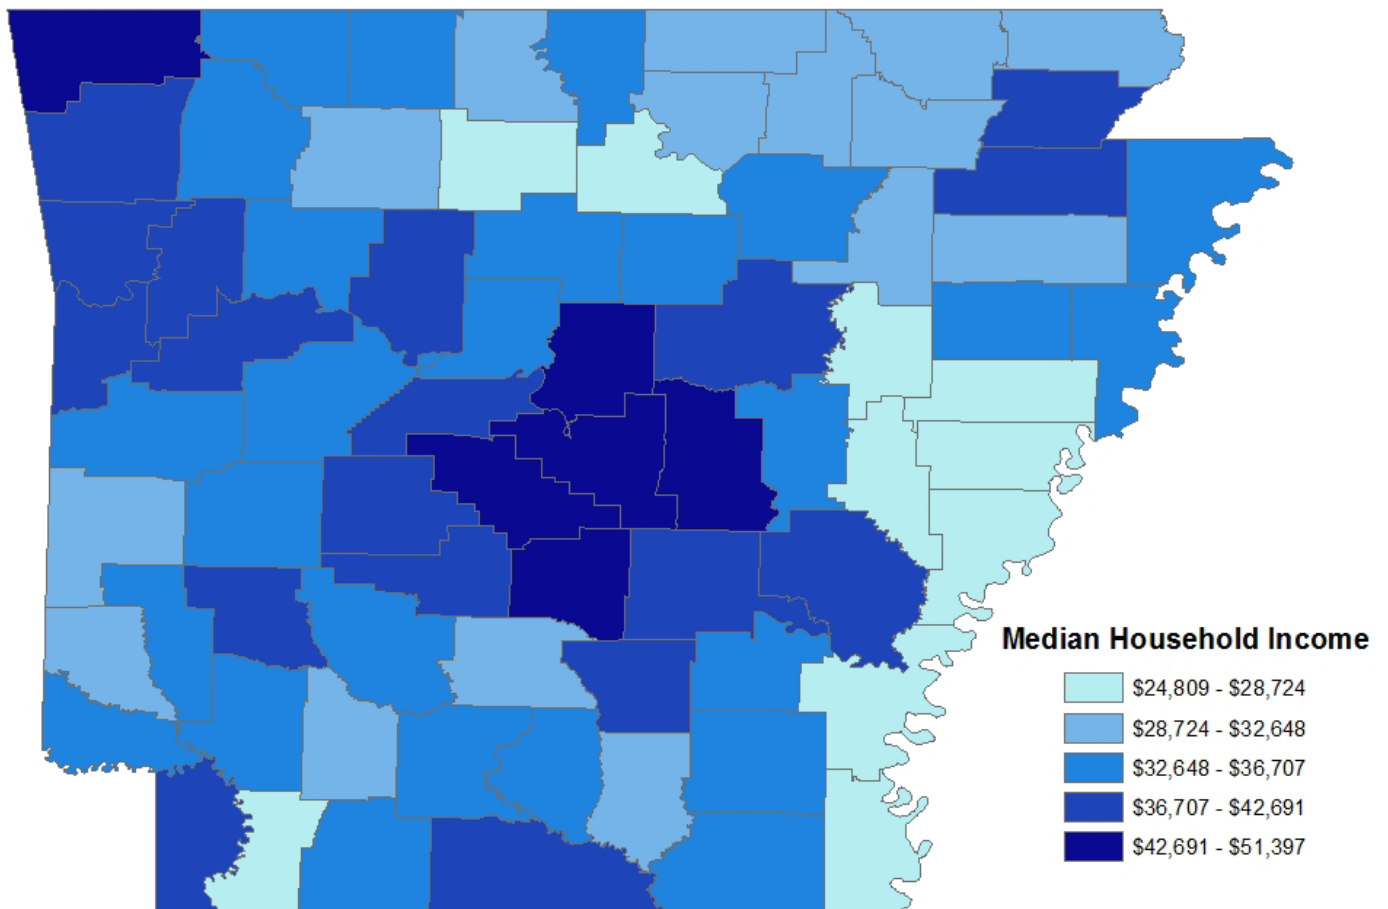 Median Household Income
$24,809 - $28,724
$28,724 - $32,648
$32,648 - $36,707
$36,707 - $42,691
$42,691 - $51,397